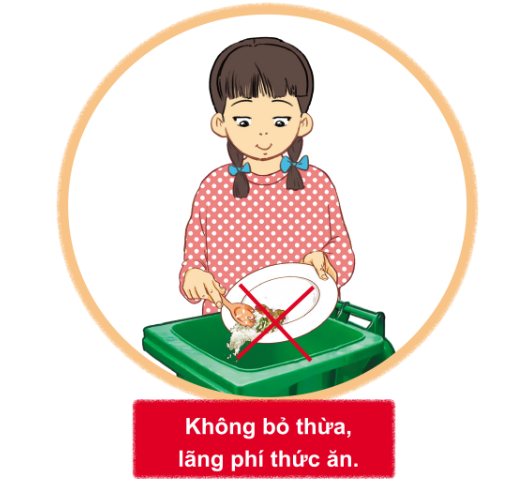 Không bỏ thừa,
lãng phí thức ăn.